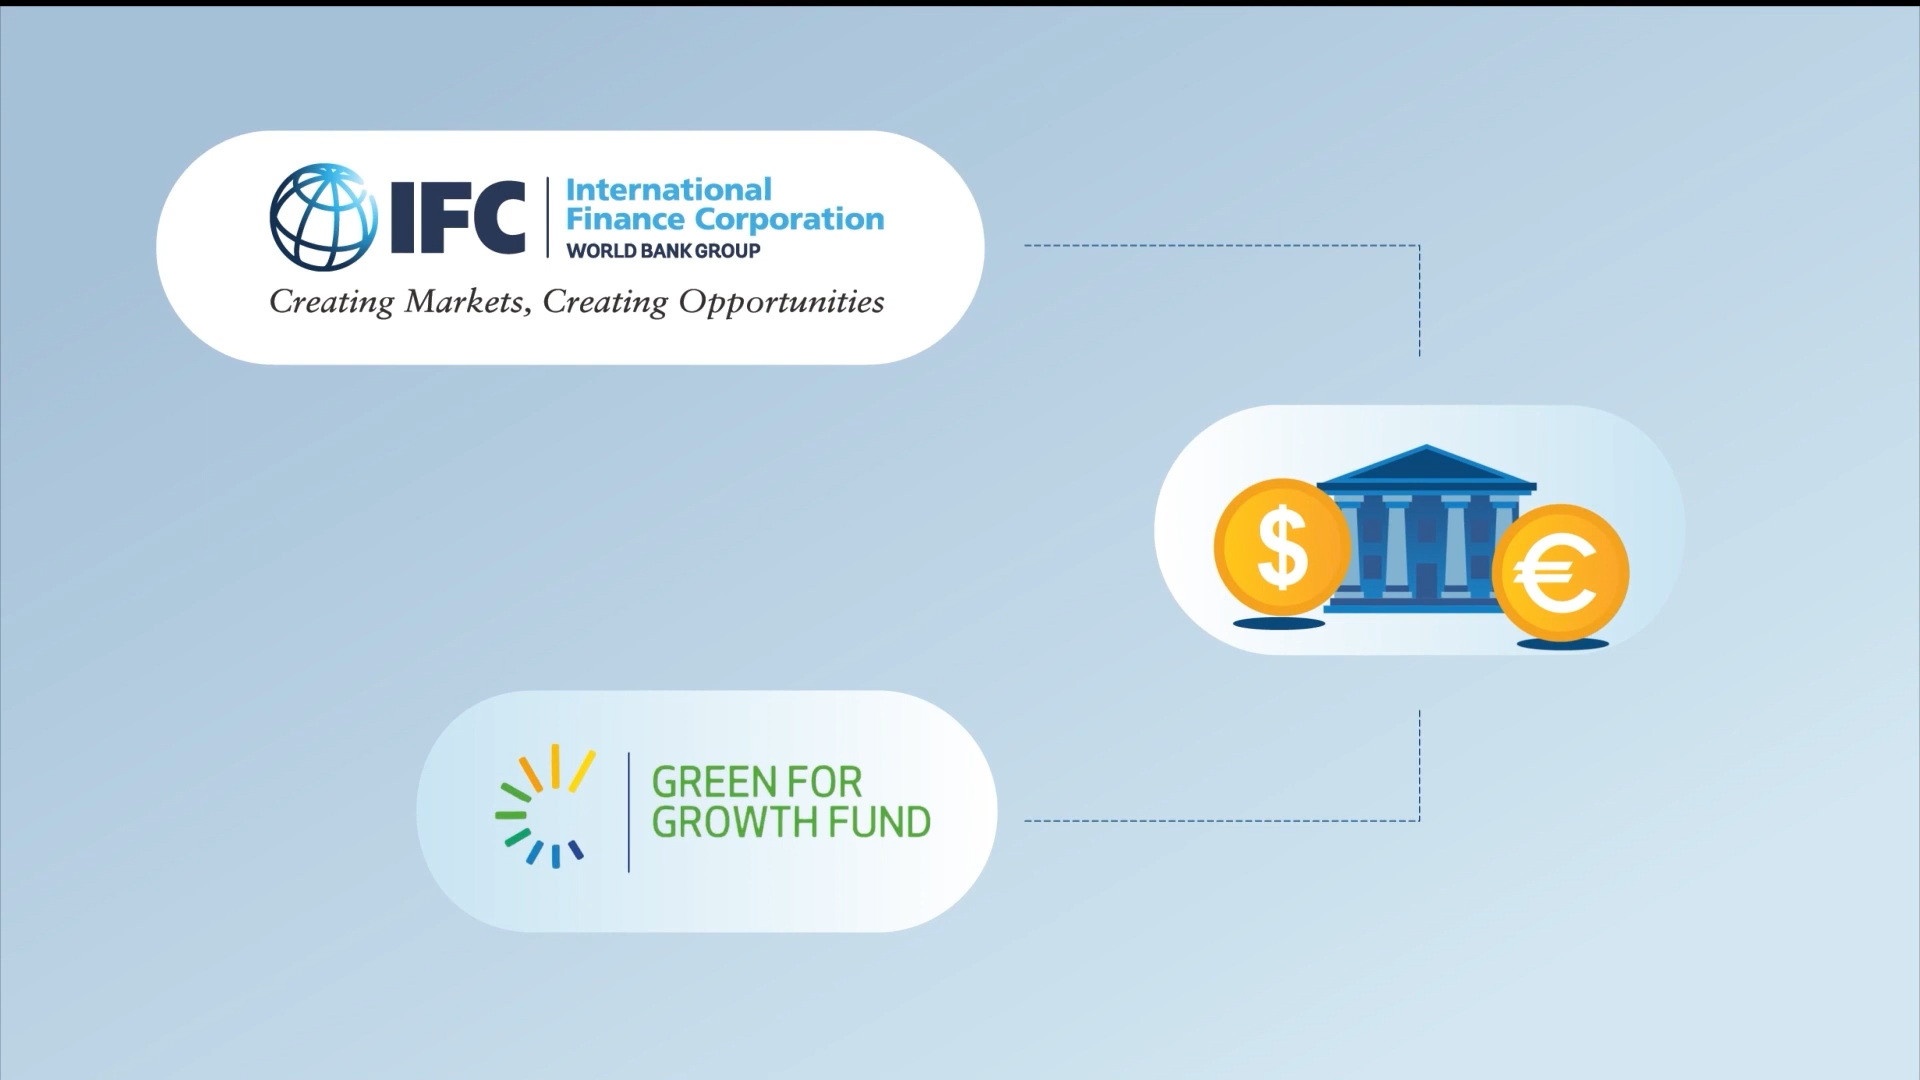 IFC
International
Finance Corporation
WORLD BANK GROUP
Creating Markets, Creating Opportunities
$
€
GREEN FOR
GROWTH FUND